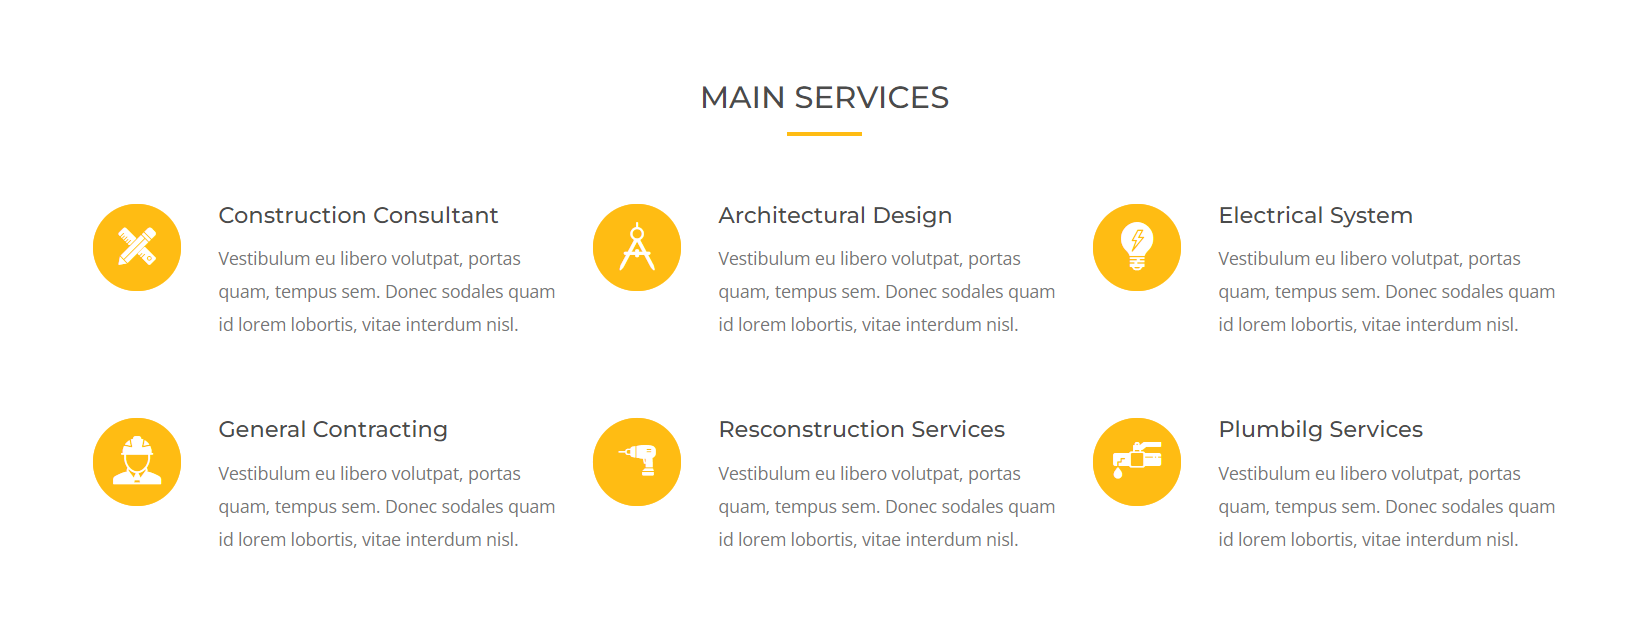 MAIN SERVICES
Construction Consultant
Vestibulum eu libero volutpat, portas
quam, tempus sem. Donec sodales quam
id lorem lobortis, vitae interdum nisl.
Architectural Design
Vestibulum eu libero volutpat, portas
quam, tempus sem. Donec sodales quam
id lorem lobortis, vitae interdum nisl.
Electrical System
Vestibulum eu libero volutpat, portas
quam, tempus sem. Donec sodales quam
id lorem lobortis, vitae interdum nisl.
General Contracting
Vestibulum eu libero volutpat, portas
quam, tempus sem. Donec sodales quam
id lorem lobortis, vitae interdum nisl.
Resconstruction Services
Vestibulum eu libero volutpat, portas
quam, tempus sem. Donec sodales quam
id lorem lobortis, vitae interdum nisl.
Plumbilg Services
Vestibulum eu libero volutpat, portas
quam, tempus sem. Donec sodales quam
id lorem lobortis, vitae interdum nisl.